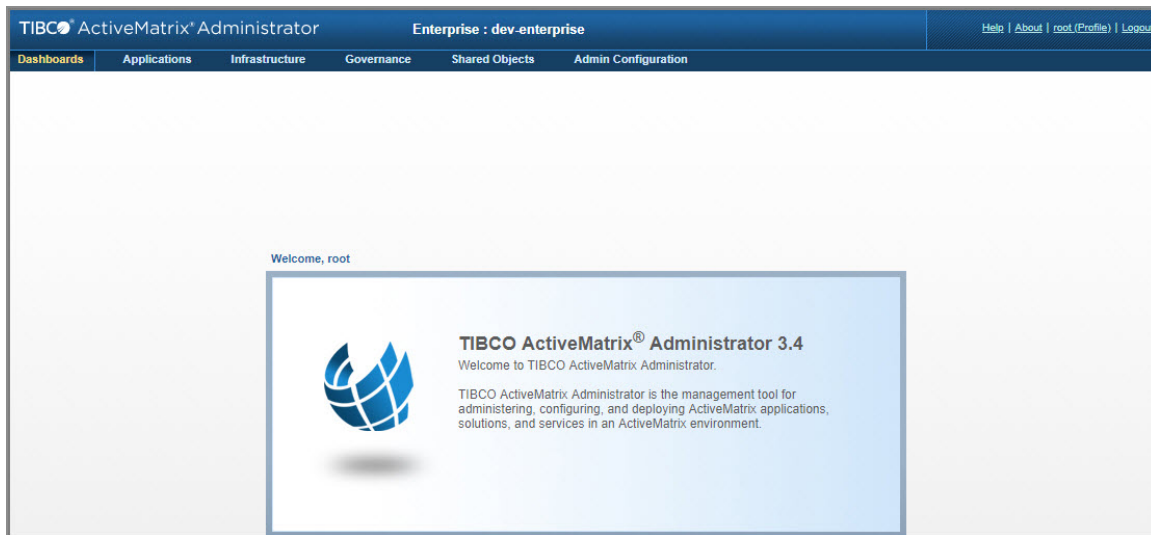 TIBCO® ActiveMatrix® Administrator
Enterprise : dev-enterprise
Help | About | root (Profile) | Logout
Dashboards Applications Infrastructure Governance Shared Objects Admin Configuration
Welcome, root
TIBCO ActiveMatrix® Administrator 3.4
Welcome to TIBCO ActiveMatrix Administrator.
TIBCO ActiveMatrix Administrator is the management tool for
administering, configuring, and deploying ActiveMatrix applications,
solutions, and services in an ActiveMatrix environment.